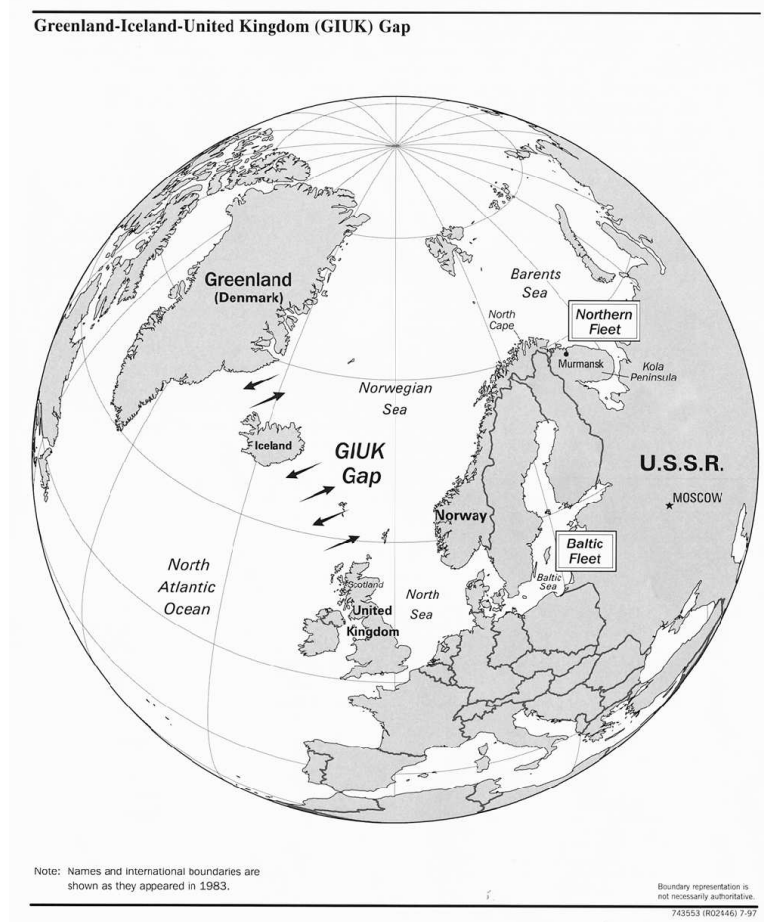 Greenland-Iceland-United Kingdom (GIUK) Gap
Greenland
(Denmark)
Barents
Sea
North
Cape
Northern
Fleet
Murmansk
Kola
Peninsula
Norwegian
Sea
Iceland
GIUK
Gap
U.S.S.R.
MOSCOW
Norway
Baltic
Fleet
Baltic
Sea
North
Atlantic
Ocean
Scotland
United
Kingdom
North
Sea
Note: Names and international boundaries are
shown as they appeared in 1983.
Boundary representation is
not necessarily authoritative.
743553 (R02446) 7-97